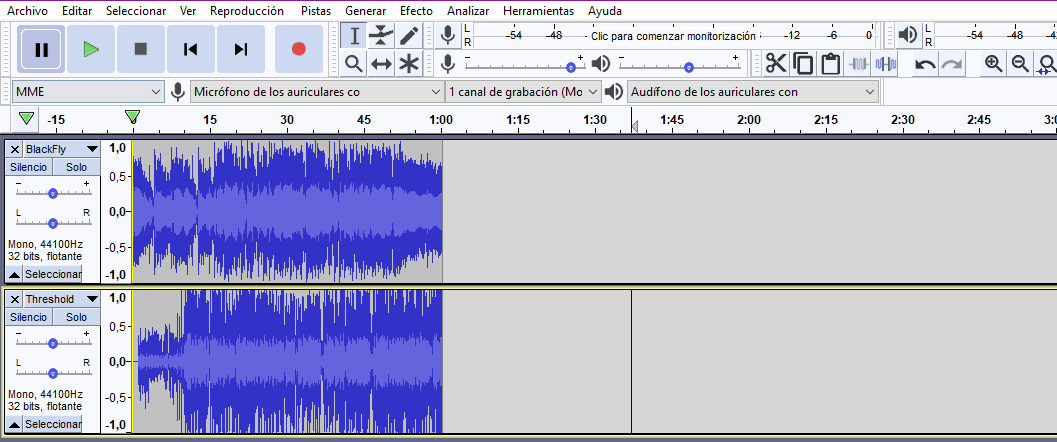 Archivo Editar Seleccionar Ver Reproducción Pistas Generar Efecto Analizar Herramientas Ayuda
L R -54 -48 Clic para comenzar monitorización -12 -6 0 L R -54 -48
MME Micrófono de los auriculares co 1 canal de grabación (Mo Audífono de los auriculares con
-15 0 15 30 45 1:00 1:15 1:30 1:45 2:00 2:15 2:30 2:45
BlackFly
Silencio Solo
- +
L R
Mono, 44100Hz
32 bits, flotante
Seleccionar
1,0
0,5-
0,0-
-0,5-
-1,0
Threshold
Silencio Solo
- +
L R
Mono, 44100Hz
32 bits, flotante
Seleccionar
1,0
0,5-
0,0-
-0,5-
-1,0